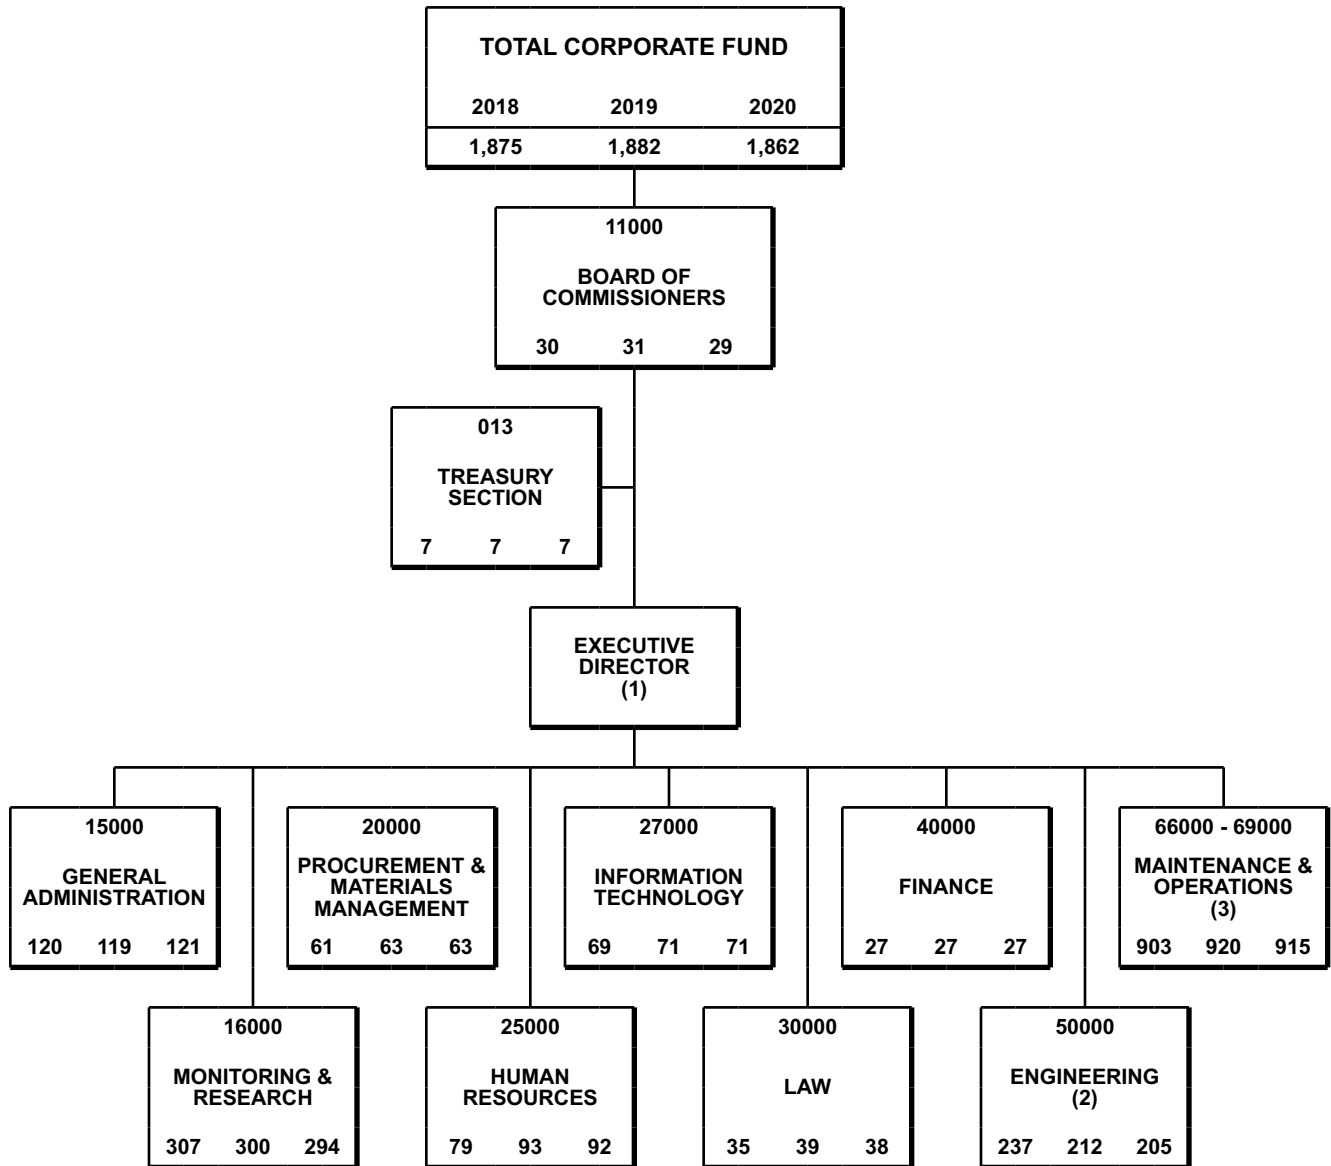 TOTAL CORPORATE FUND
2018 2019 2020
1,875 1,882 1,862
11000
BOARD OF
COMMISSIONERS
30 31 29
013
TREASURY
SECTION
7 7 7
EXECUTIVE
DIRECTOR
(1)
15000
GENERAL
ADMINISTRATION
120 119 121
20000
PROCUREMENT &
MATERIALS
MANAGEMENT
61 63 63
27000
INFORMATION
TECHNOLOGY
69 71 71
40000
FINANCE
27 27 27
66000 - 69000
MAINTENANCE &
OPERATIONS
(3)
903 920 915
16000
MONITORING &
RESEARCH
307 300 294
25000
HUMAN
RESOURCES
79 93 92
30000
LAW
35 39 38
50000
ENGINEERING
(2)
237 212 205